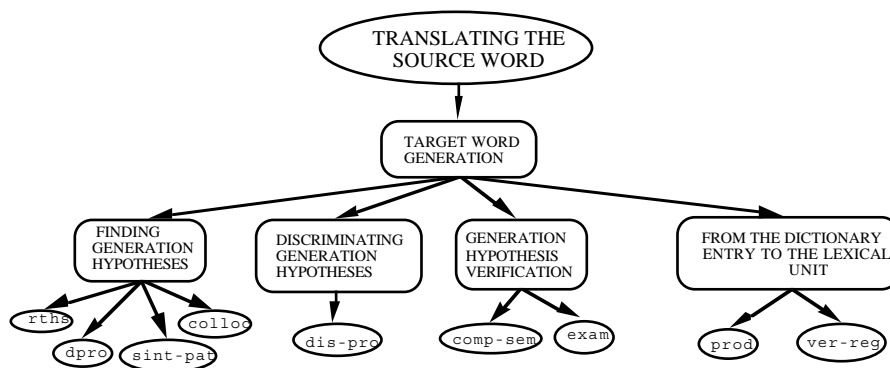 TRANSLATING THE
SOURCE WORD
TARGET WORD
GENERATION
FINDING
GENERATION
HYPOTHESES
DISCRIMINATING
GENERATION
HYPOTHESES
GENERATION
HYPOTHESIS
VERIFICATION
FROM THE DICTIONARY
ENTRY TO THE LEXICAL
UNIT
rths
dpro
sint-pat
colloc
dis-pro
comp-sem
exam
prod
ver-reg